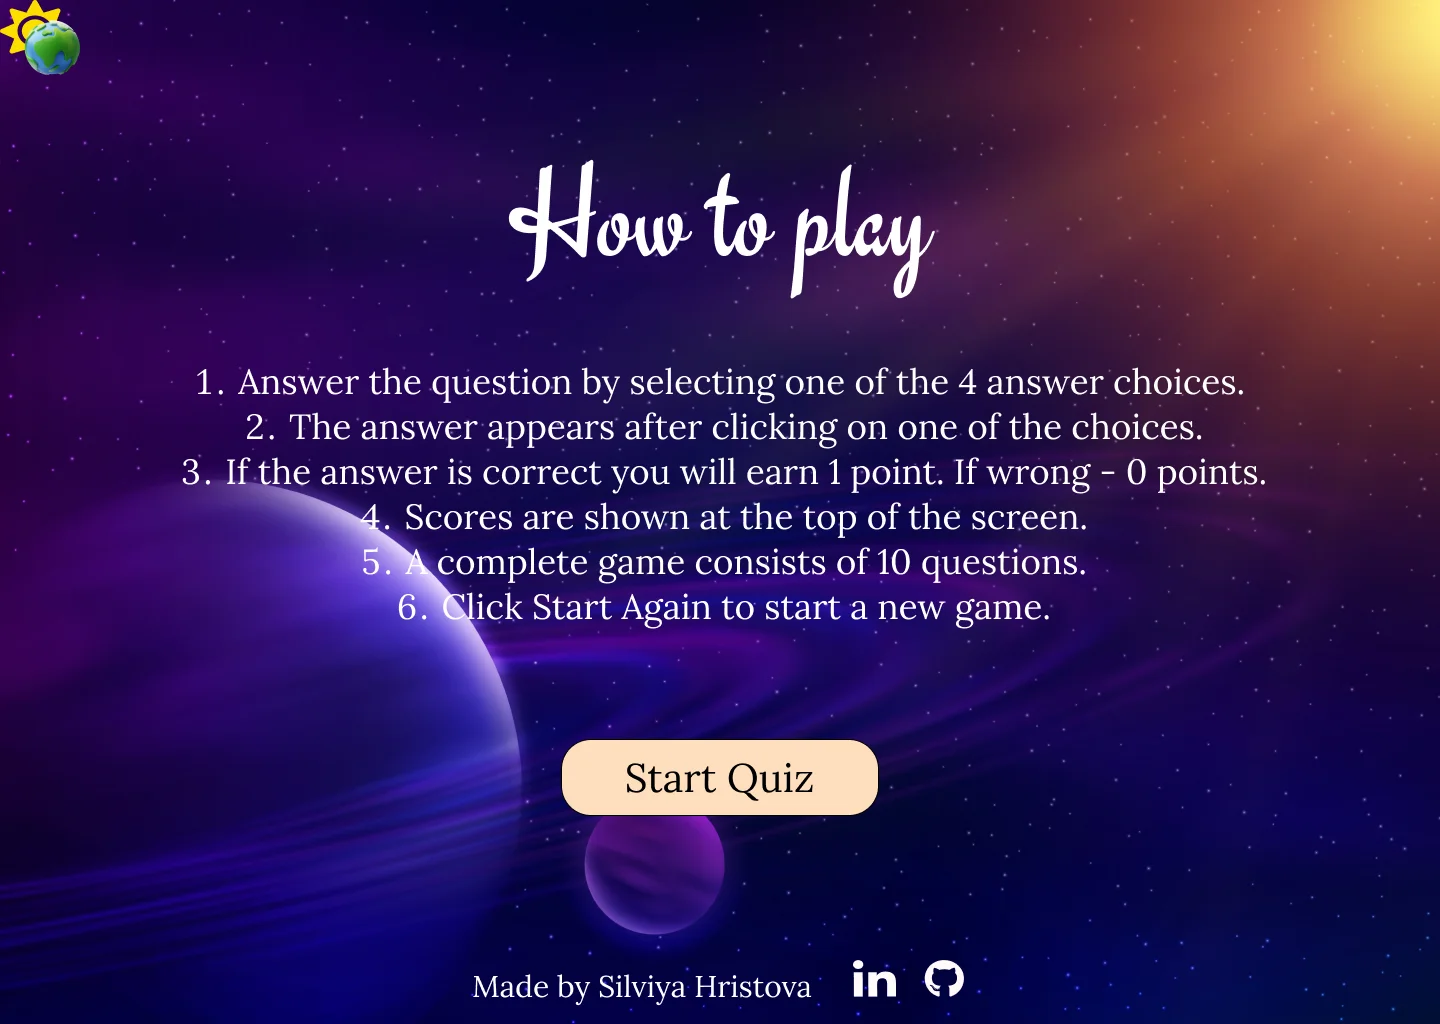 How to play
1. Answer the question by selecting one of the 4 answer choices.
2. The answer appears after clicking on one of the choices.
3. If the answer is correct you will earn 1 point. If wrong - 0 points.
4. Scores are shown at the top of the screen.
5. A complete game consists of 10 questions.
6. Click Start Again to start a new game.
Start Quiz
Made by Silviya Hristova in